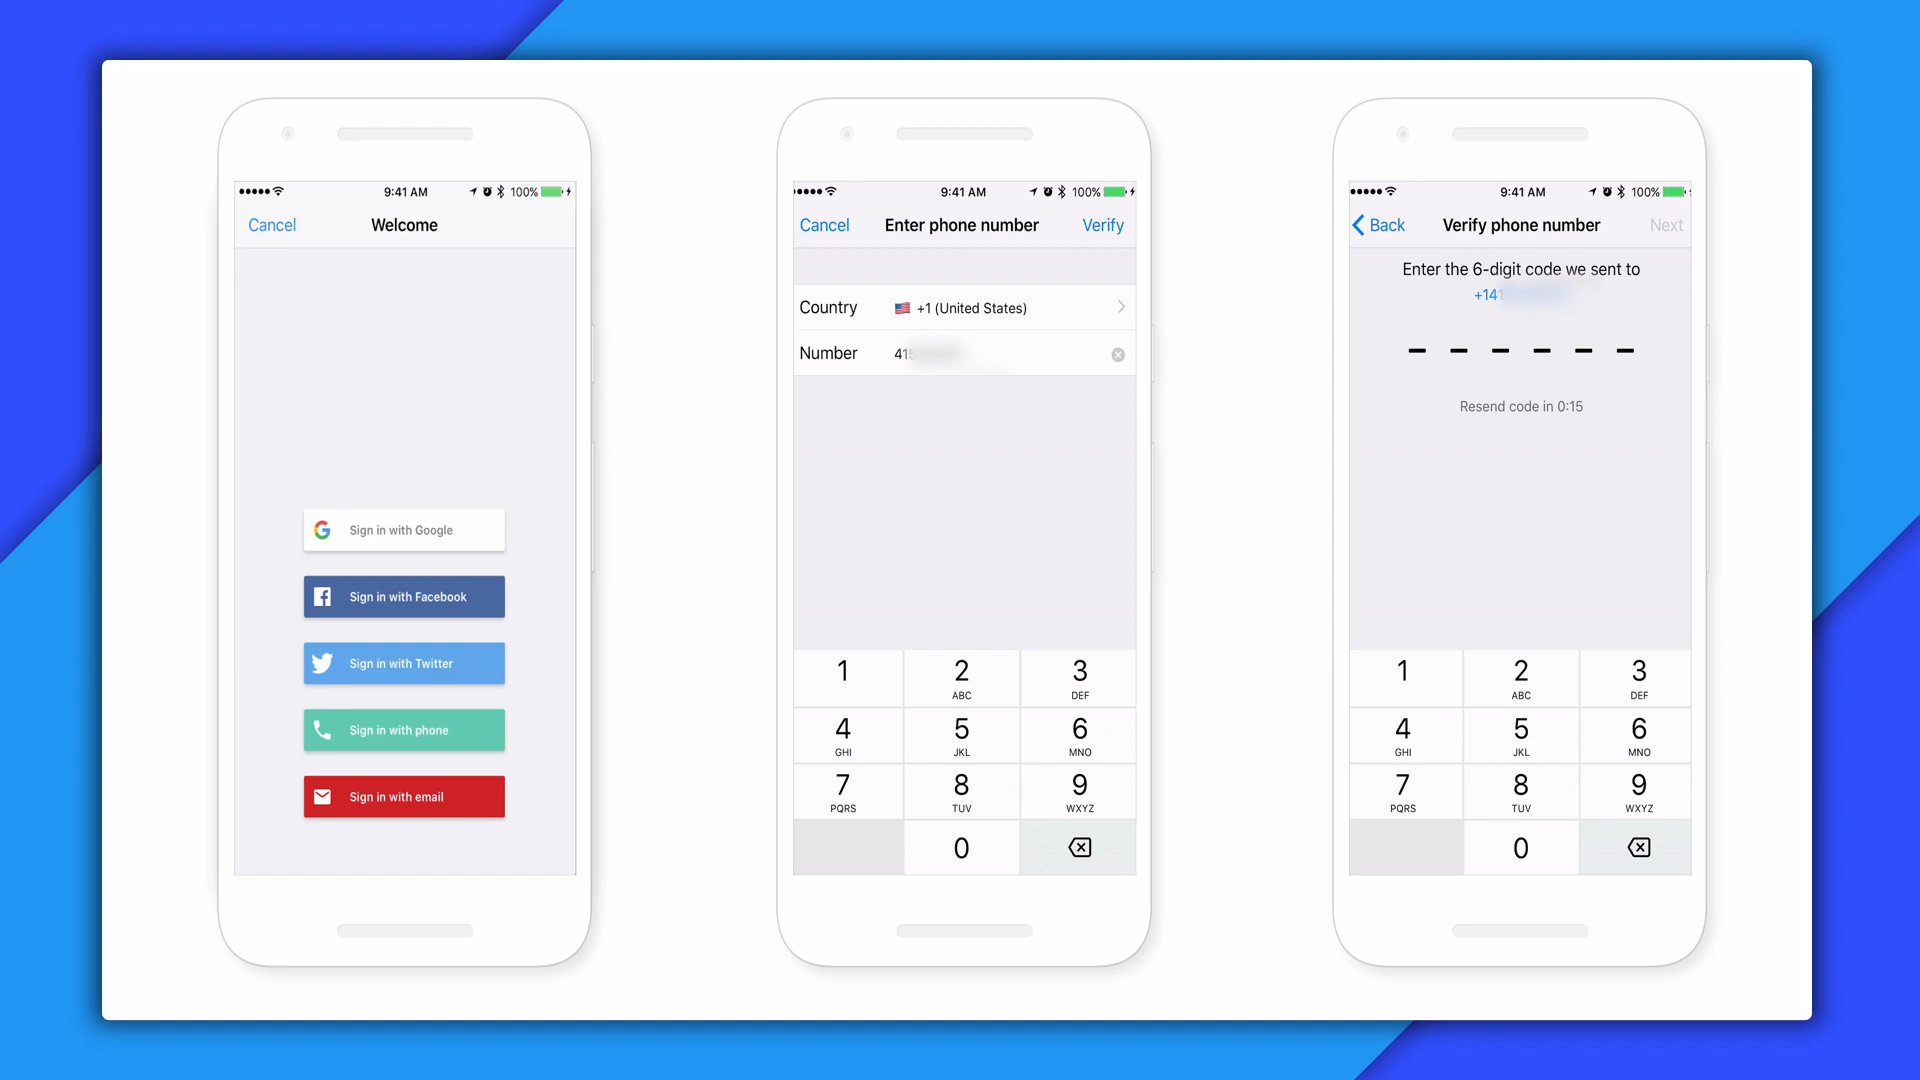 9:41 AM 100%
Cancel Welcome
Sign in with Google
Sign in with Facebook
Sign in with Twitter
Sign in with phone
Sign in with email
9:41 AM 100%
Cancel Enter phone number Verify
Country +1 (United States)
Number 415
1 2 3
ABC DEF
4 5 6
GHI JKL MNO
7 8 9
PQRS TUV WXYZ
0
9:41 AM 100%
Back Verify phone number Next
Enter the 6-digit code we sent to
+141
Resend code in 0:15
1 2 3
ABC DEF
4 5 6
GHI JKL MNO
7 8 9
PQRS TUV WXYZ
0